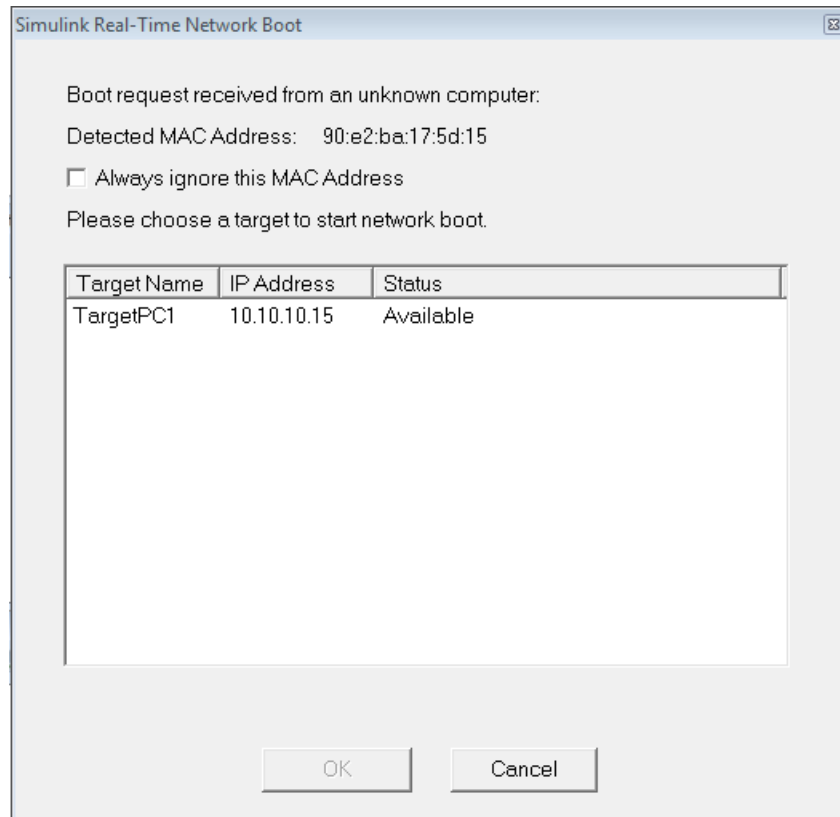 Simulink Real-Time Network Boot
Boot request received from an unknown computer:
Detected MAC Address: 90:e2:ba:17:5d:15
Always ignore this MAC Address
Please choose a target to start network boot.
Target Name IP Address Status
TargetPC1 10.10.10.15 Available
OK Cancel